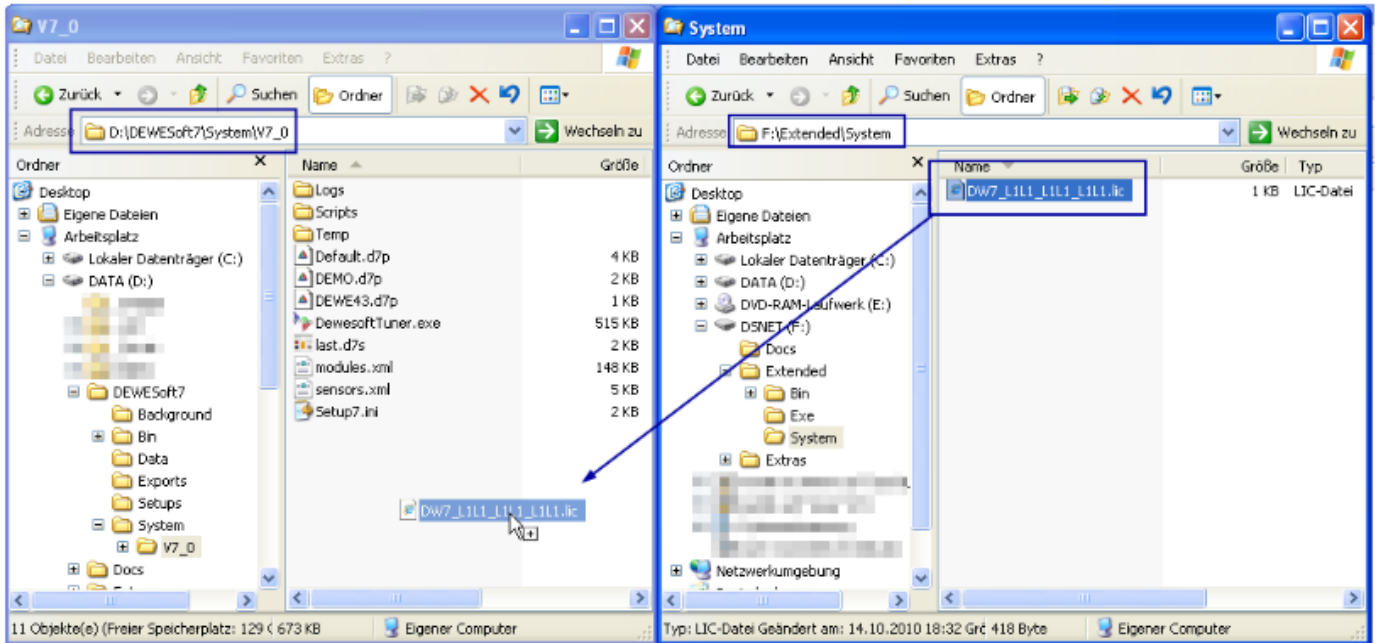 V7_0
Datei Bearbeiten Ansicht Favoriten Extras ?
Zurück Suchen Ordner
Adresse D:\DEWESoft7\System\V7_0 Wechseln zu
Ordner
Desktop
Eigene Dateien
Arbeitsplatz
Lokaler Datenträger (C:)
DATA (D:)
DEWESoft7
Background
Bin
Data
Exports
Setups
System
V7_0
Docs
Name Größe
Logs
Scripts
Temp
Default.d7p 4 KB
DEMO.d7p 2 KB
DEWE43.d7p 1 KB
DewesoftTuner.exe 515 KB
last.d7s 2 KB
modules.xml 148 KB
sensors.xml 5 KB
Setup7.ini 2 KB
DW7_L1L1_L1L1_L1L1.lic
11 Objekte(e) (Freier Speicherplatz: 129 673 KB Eigener Computer
System
Datei Bearbeiten Ansicht Favoriten Extras ?
Zurück Suchen Ordner
Adresse F:\Extended\System Wechseln zu
Ordner
Desktop
Eigene Dateien
Arbeitsplatz
Lokaler Datenträger (C:)
DATA (D:)
DVD-RAM-Laufwerk (E:)
DSNET (F:)
Docs
Extended
Bin
Exe
System
Extras
Netzwerkumgebung
Name Größe Typ
DW7_L1L1_L1L1_L1L1.lic 1 KB LIC-Datei
Typ: LIC-Datei Geändert am: 14.10.2010 18:32 Grö 418 Byte Eigener Computer